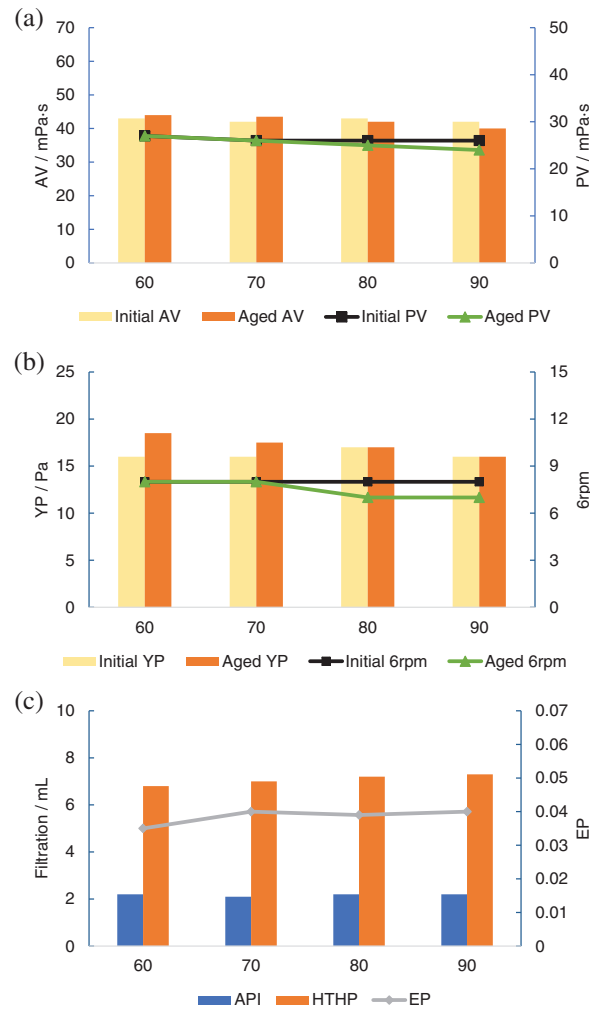 (a)
70
60
50
40
30
20
10
0
AV / mPa·s
50
40
30
20
10
0
PV / mPa·s
60 70 80 90
Initial AV Aged AV Initial PV Aged PV
(b)
25
20
15
10
5
0
YP / Pa
15
12
9
6
3
0
6rpm
60 70 80 90
Initial YP Aged YP Initial 6rpm Aged 6rpm
(c)
10
8
6
4
2
0
Filtration / mL
0.07
0.06
0.05
0.04
0.03
0.02
0.01
0
EP
60 70 80 90
API HTHP EP